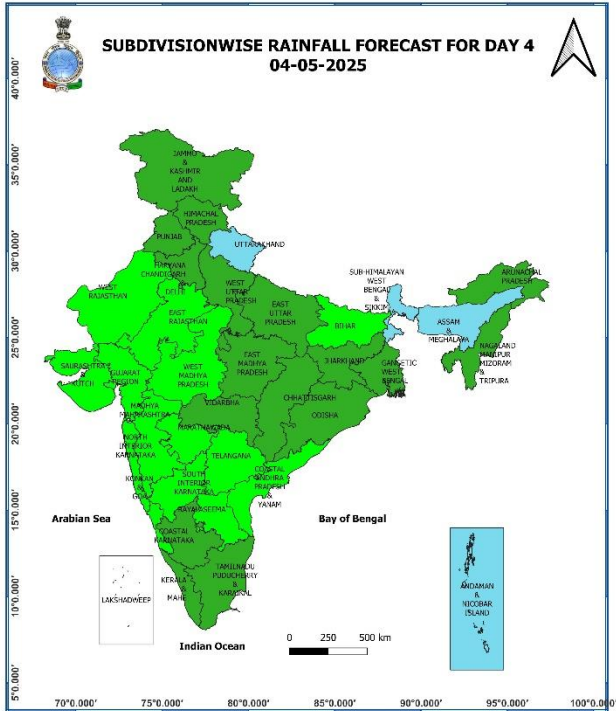 SUBDIVISIONWISE RAINFALL FORECAST FOR DAY 4
04-05-2025
40°0.000'
35°0.000'
30°0.000'
25°0.000'
20°0.000'
15°0.000'
10°0.000'
5°0.000'
JAMMU
&
KASHMIR
AND
LADAKH
HIMACHAL
PRADESH
PUNJAB
UTTARAKHAND
HARYANA
CHANDIGARH
&
DELHI
WEST
RAJASTHAN
WEST
UTTAR
PRADESH
EAST
UTTAR
PRADESH
EAST
RAJASTHAN
SUB-HIMALAYAN
WEST
BENGAL
&
SIKKIM
ARUNACHAL
PRADESH
BIHAR
ASSAM
&
MEGHALAYA
NAGALAND
MANIPUR
MIZORAM
&
TRIPURA
SAURASHTRA
&
KUTCH
GUJARAT
REGION
WEST
MADHYA
PRADESH
EAST
MADHYA
PRADESH
JHARKHAND
GANGETIC
WEST
BENGAL
CHHATTISGARH
ODISHA
VIDARBHA
MADHYA
MAHARASHTRA
MARATHAWADA
NORTH
INTERIOR
KARNATAKA
TELANGANA
KONKAN
&
GOA
SOUTH
INTERIOR
KARNATAKA
COASTAL
ANDHRA
PRADESH
&
YANAM
RAYALASEEMA
COASTAL
KARNATAKA
Arabian Sea
Bay of Bengal
LAKSHADWEEP
KERALA
&
MAHE
TAMILNADU
PUDUCHERRY
&
KARAIKAL
ANDAMAN
&
NICOBAR
ISLAND
Indian Ocean
0 250 500 km
70°0.000' 75°0.000' 80°0.000' 85°0.000' 90°0.000' 95°0.000' 100°0.000'